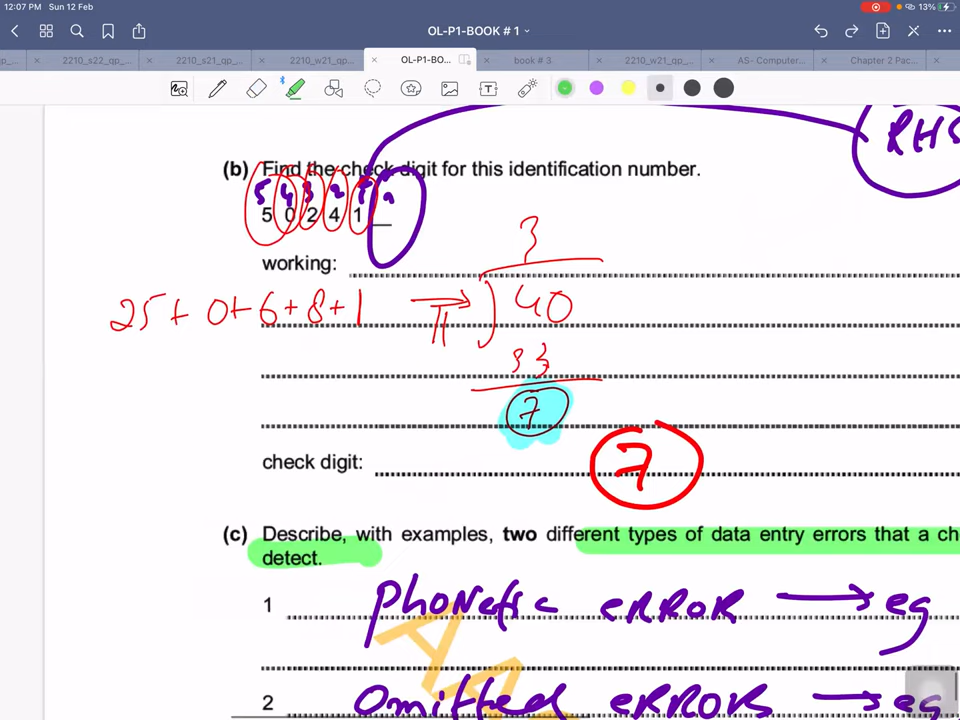 12:07 PM Sun 12 Feb 13%
OL-P1-BOOK # 1
2210_s22_qp_... 2210_s21_qp_... 2210_w21_qp... OL-P1-BO... book # 3 2210_w21_qp... AS- Computer... Chapter 2 Pac...
RHS
(b) Find the check digit for this identification number.
5 4 3 2 1
5 0 2 4 1 _
3
working:
25 + 0 + 6 + 8 + 1 11 40
33
7
check digit: 7
(c) Describe, with examples, two different types of data entry errors that a che
detect.
1 Phonetic ERROR → eg
2 Omitted ERRORS → eg